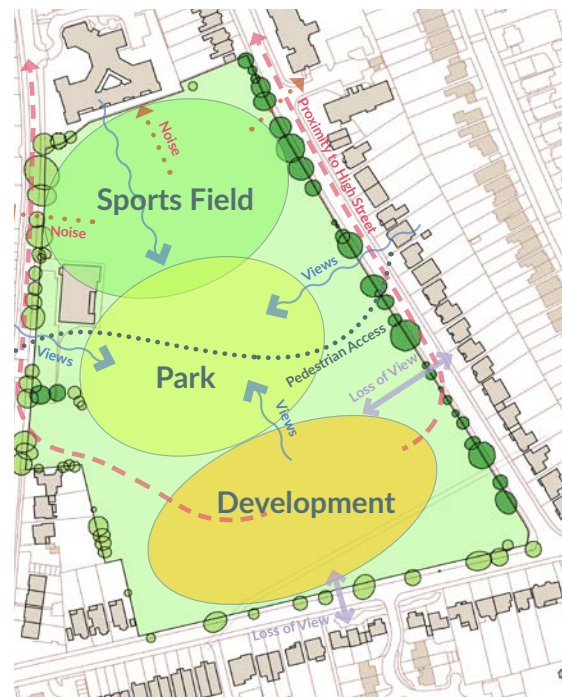 Noise
Proximity to High Street
Sports Field
Noise
Views
Views
Pedestrian Access
Park
Loss of View
Views
Development
Loss of View